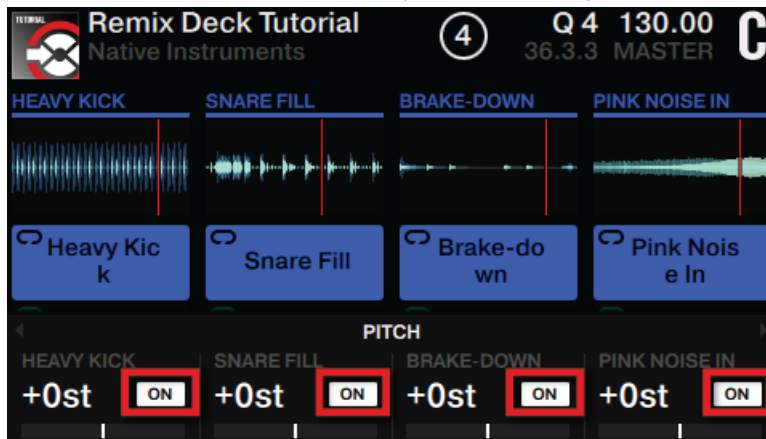 TUTORIAL
Remix Deck Tutorial
Native Instruments
4
Q 4 130.00
36.3.3 MASTER
C
HEAVY KICK SNARE FILL BRAKE-DOWN PINK NOISE IN
Heavy Kic
k
Snare Fill
Brake-do
wn
Pink Nois
e In
PITCH
HEAVY KICK SNARE FILL BRAKE-DOWN PINK NOISE IN
+0st ON +0st ON +0st ON +0st ON